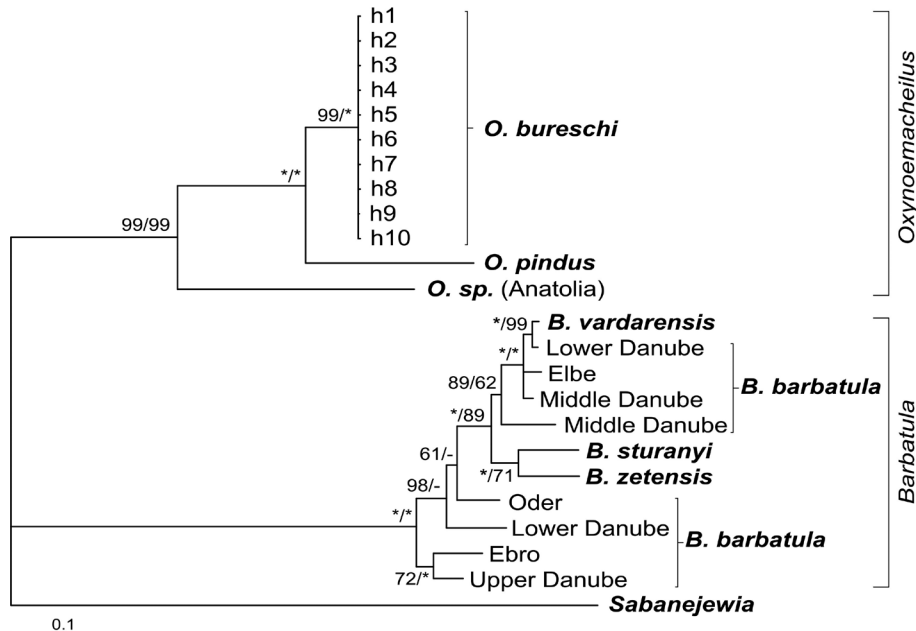 h1
h2
h3
h4
99/*
h5
O. bureschi
h6
h7
*/*
h8
h9
99/99
h10
O. pindus
O. sp. (Anatolia)
Oxynoemacheilus
*/99
B. vardarensis
Lower Danube
*/*
Elbe
89/62
B. barbatula
Middle Danube
*/89
Middle Danube
B. sturanyi
61/-
*/71
B. zetensis
98/-
Oder
*/*
Lower Danube
B. barbatula
Ebro
72/*
Upper Danube
Barbatula
Sabanejewia
0.1